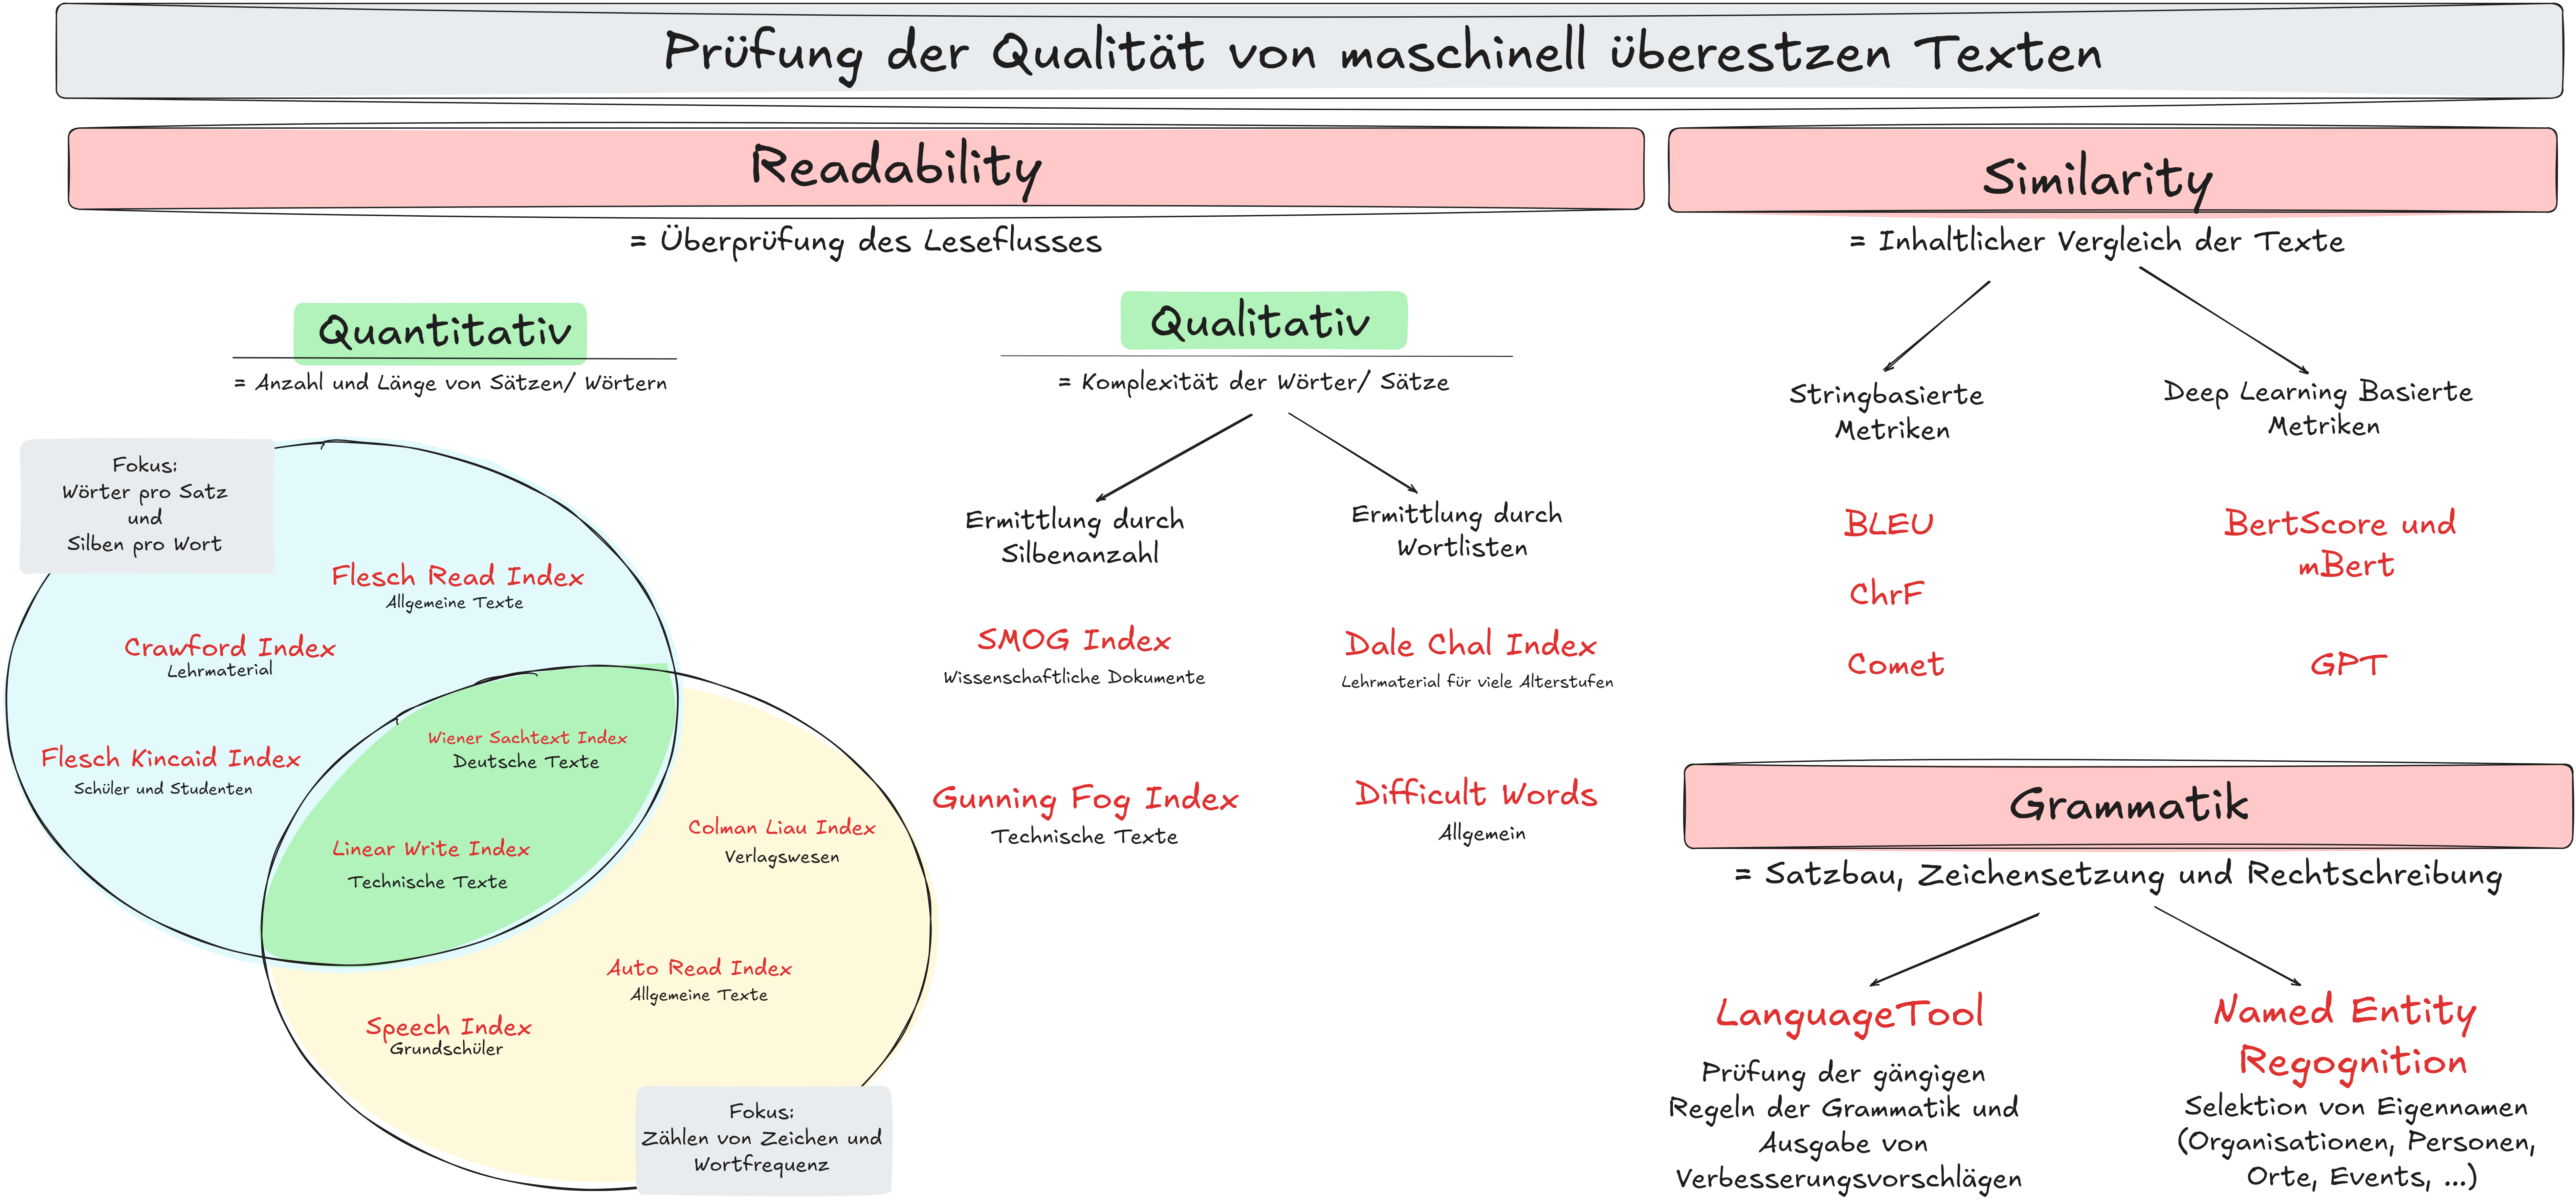 Prüfung der Qualität von maschinell überestzen Texten
Readability
= Überprüfung des Leseflusses
Quantitativ
= Anzahl und Länge von Sätzen/ Wörtern
Fokus:
Wörter pro Satz
und
Silben pro Wort
Flesch Read Index
Allgemeine Texte
Crawford Index
Lehrmaterial
Flesch Kincaid Index
Schüler und Studenten
Wiener Sachtext Index
Deutsche Texte
Linear Write Index
Technische Texte
Colman Liau Index
Verlagswesen
Auto Read Index
Allgemeine Texte
Speech Index
Grundschüler
Fokus:
Zählen von Zeichen und
Wortfrequenz
Qualitativ
= Komplexität der Wörter/ Sätze
Ermittlung durch
Silbenanzahl
SMOG Index
Wissenschaftliche Dokumente
Gunning Fog Index
Technische Texte
Ermittlung durch
Wortlisten
Dale Chal Index
Lehrmaterial für viele Alterstufen
Difficult Words
Allgemein
Similarity
= Inhaltlicher Vergleich der Texte
Stringbasierte
Metriken
BLEU
ChrF
Comet
Deep Learning Basierte
Metriken
BertScore und
mBert
GPT
Grammatik
= Satzbau, Zeichensetzung und Rechtschreibung
LanguageTool
Prüfung der gängigen
Regeln der Grammatik und
Ausgabe von
Verbesserungsvorschlägen
Named Entity
Regognition
Selektion von Eigennamen
(Organisationen, Personen,
Orte, Events, ...)